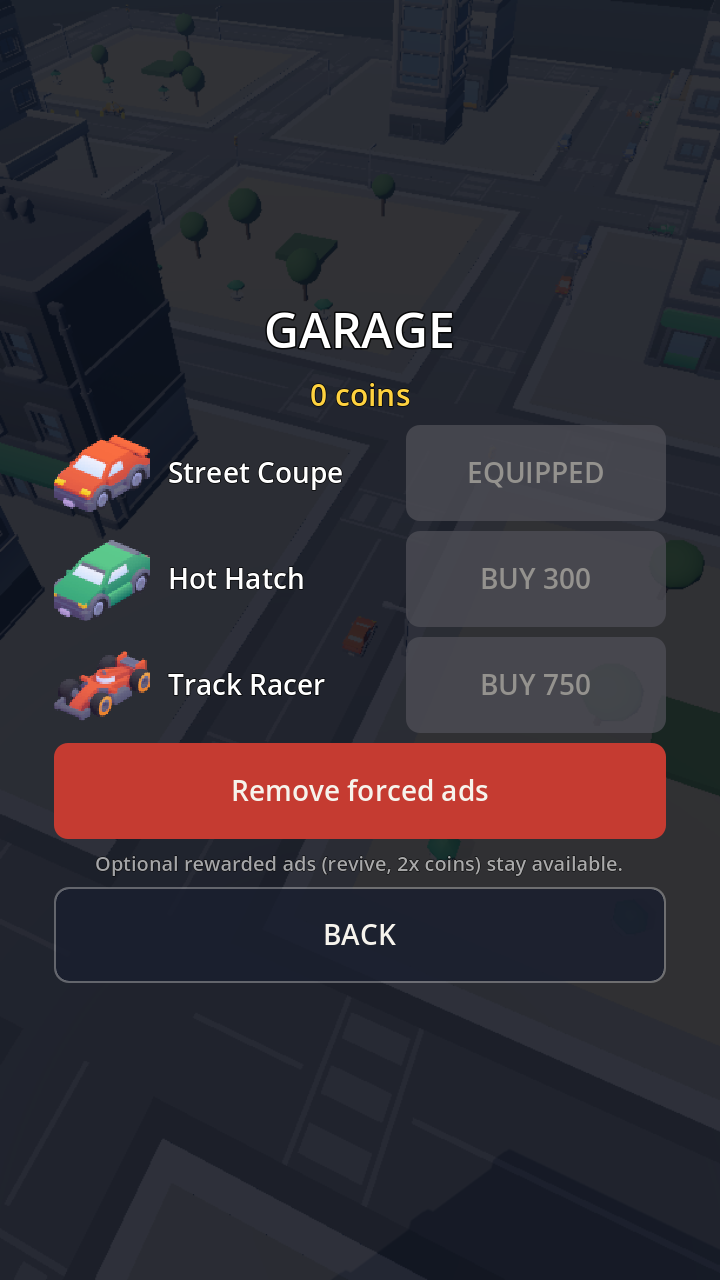 GARAGE
0 coins
Street Coupe
EQUIPPED
Hot Hatch
BUY 300
Track Racer
BUY 750
Remove forced ads
Optional rewarded ads (revive, 2x coins) stay available.
BACK